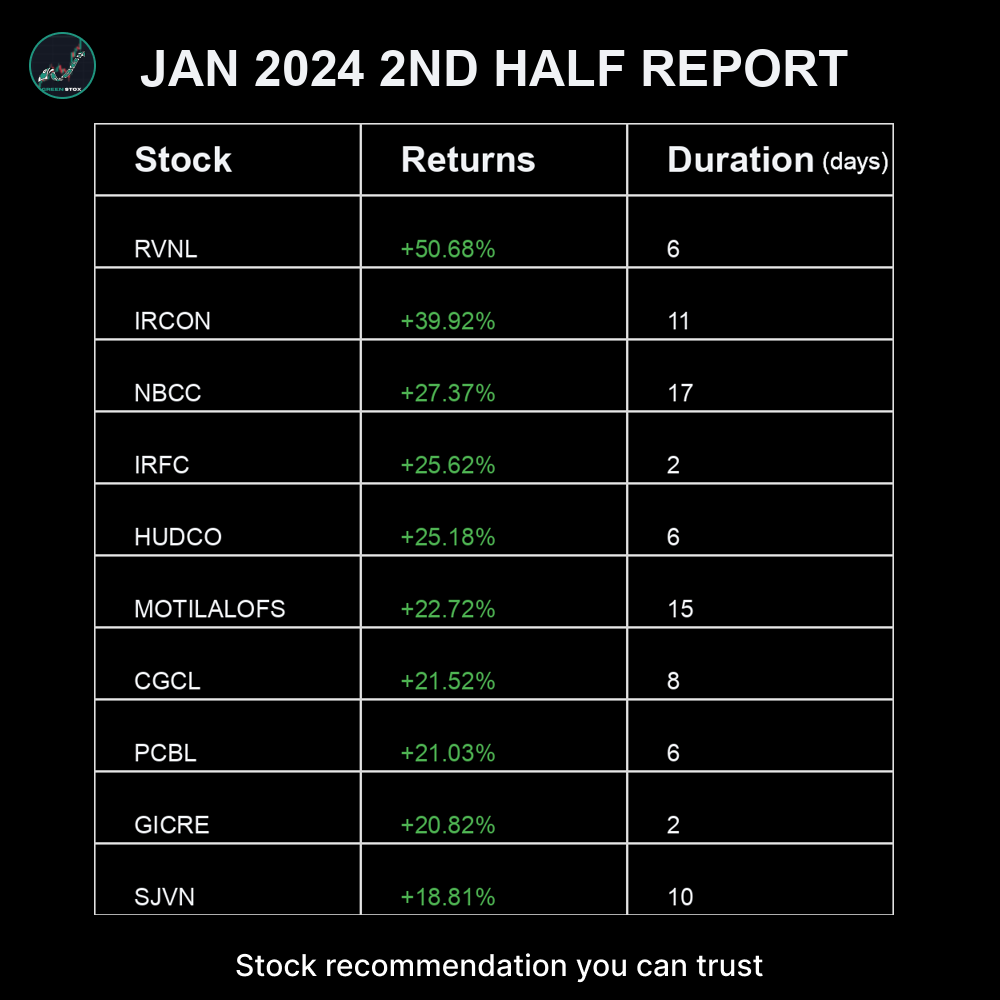 GREEN STOX
JAN 2024 2ND HALF REPORT
Stock Returns Duration (days)
RVNL +50.68% 6
IRCON +39.92% 11
NBCC +27.37% 17
IRFC +25.62% 2
HUDCO +25.18% 6
MOTILALOFS +22.72% 15
CGCL +21.52% 8
PCBL +21.03% 6
GICRE +20.82% 2
SJVN +18.81% 10
Stock recommendation you can trust